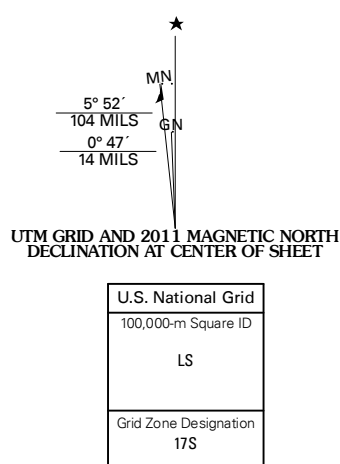 ★
MN
5° 52´
104 MILS
GN
0° 47´
14 MILS
UTM GRID AND 2011 MAGNETIC NORTH
DECLINATION AT CENTER OF SHEET
U.S. National Grid
100,000-m Square ID
LS
Grid Zone Designation
17S